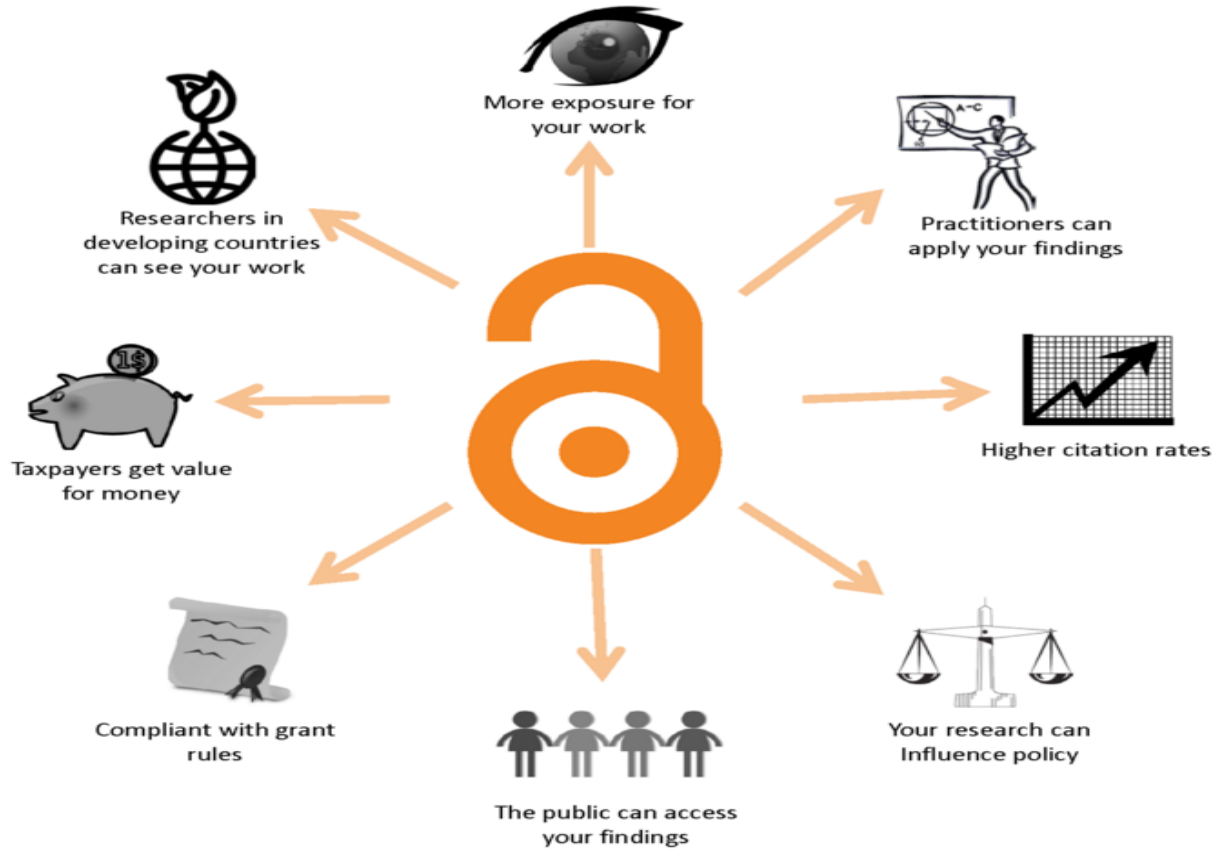 More exposure for
your work
A-C
Practitioners can
apply your findings
Researchers in
developing countries
can see your work
1$
Higher citation rates
Taxpayers get value
for money
Compliant with grant
rules
Your research can
Influence policy
The public can access
your findings